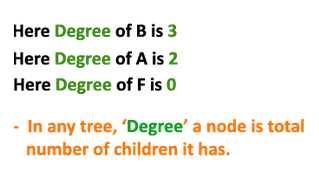 Here Degree of B is 3
Here Degree of A is 2
Here Degree of F is 0
- In any tree, ‘Degree’ a node is total
number of children it has.